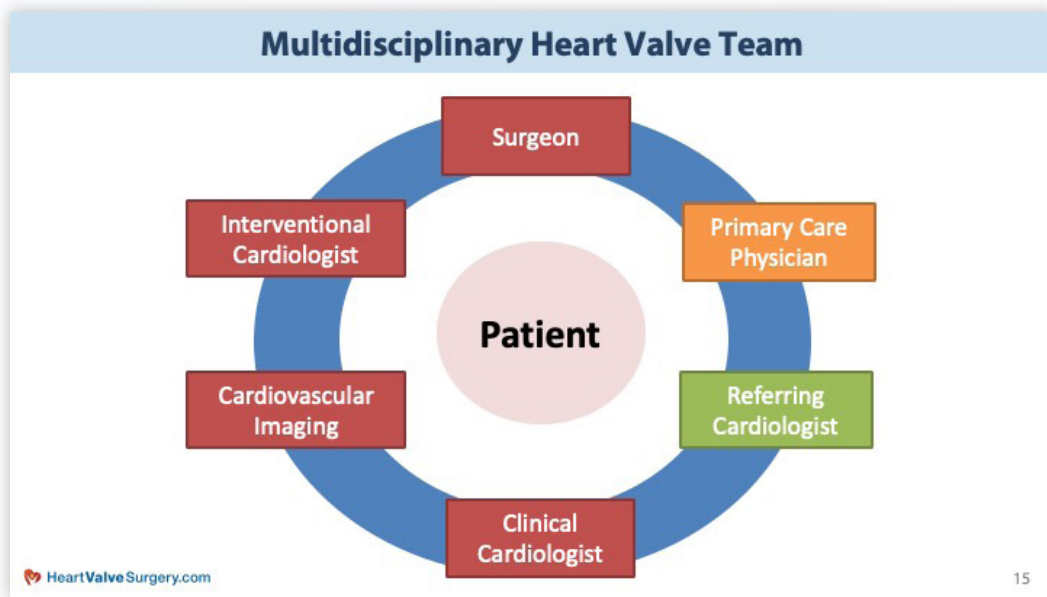 Multidisciplinary Heart Valve Team
Surgeon
Interventional
Cardiologist
Primary Care
Physician
Patient
Cardiovascular
Imaging
Referring
Cardiologist
Clinical
Cardiologist
HeartValveSurgery.com
15